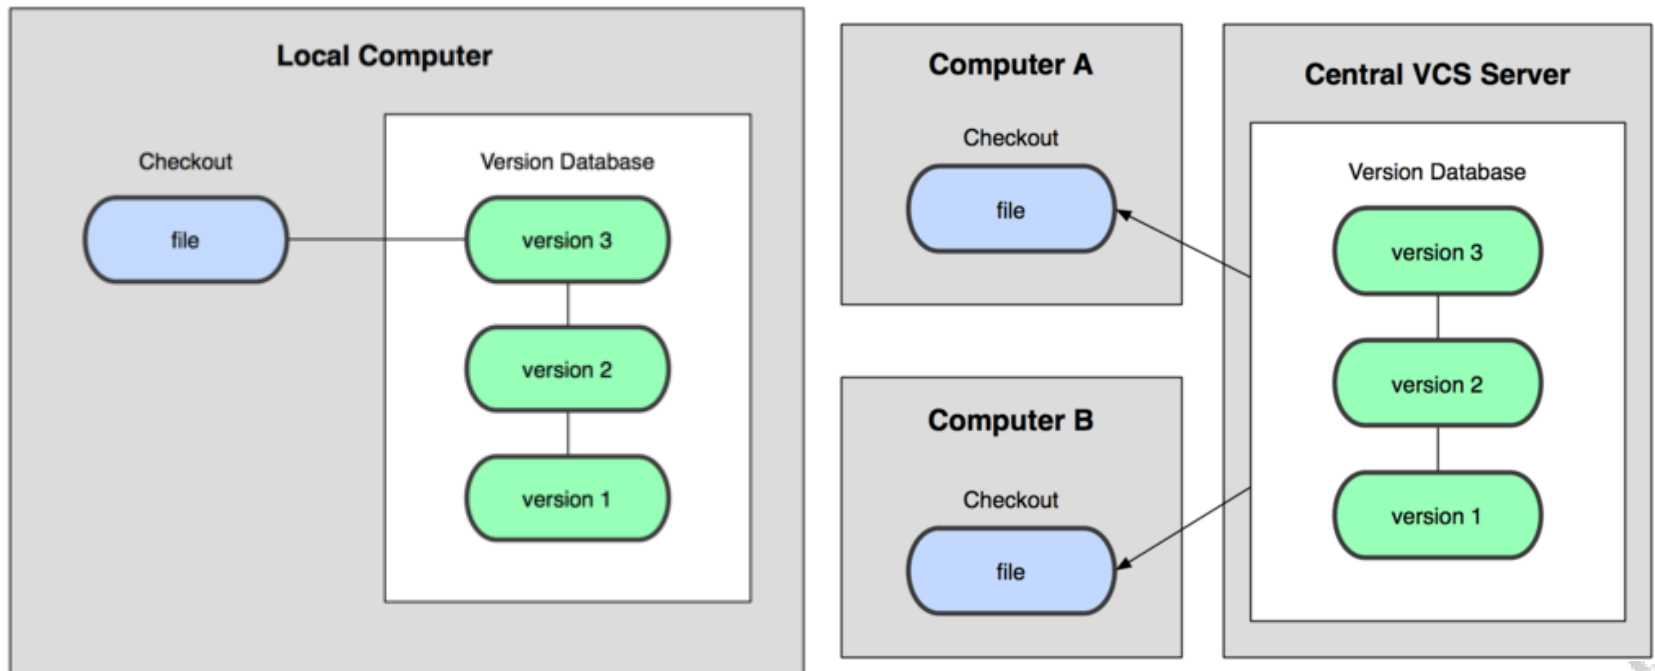 Local Computer
Checkout
Version Database
file
version 3
version 2
version 1
Computer A
Checkout
file
Computer B
Checkout
file
Central VCS Server
Version Database
version 3
version 2
version 1